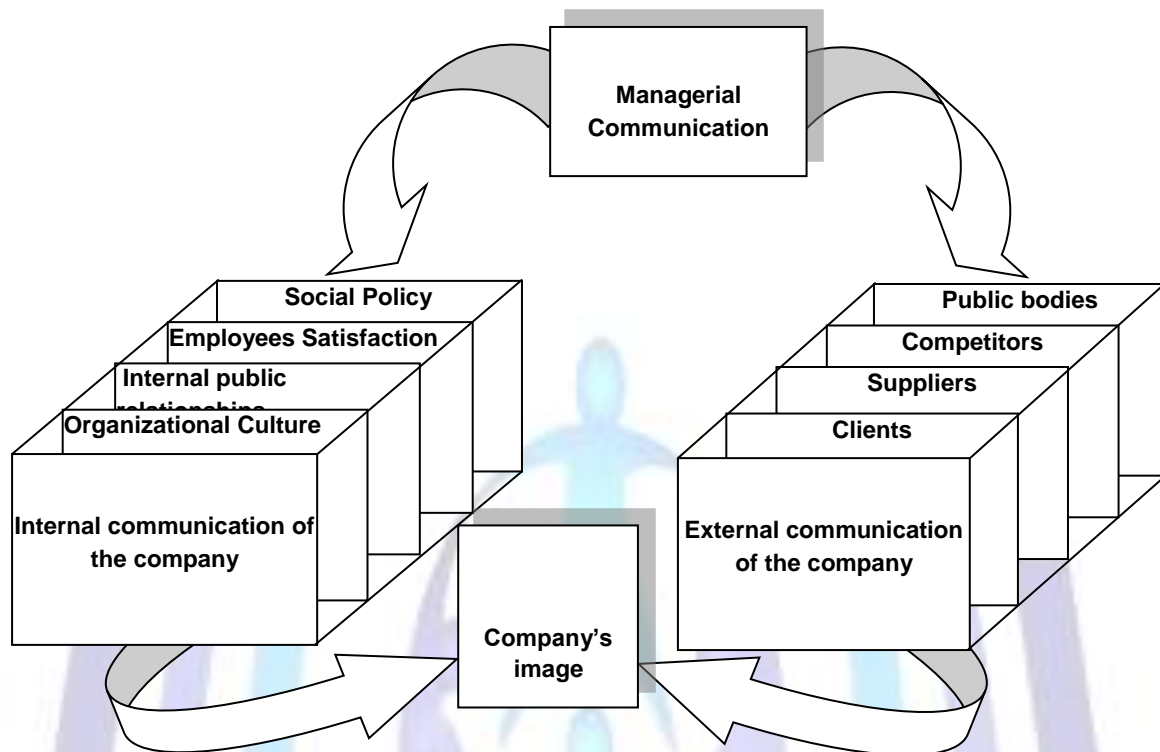 Managerial
Communication
Social Policy
Employees Satisfaction
Internal public
relationships
Organizational Culture
Internal communication of
the company
Public bodies
Competitors
Suppliers
Clients
External communication
of the company
Company's
image